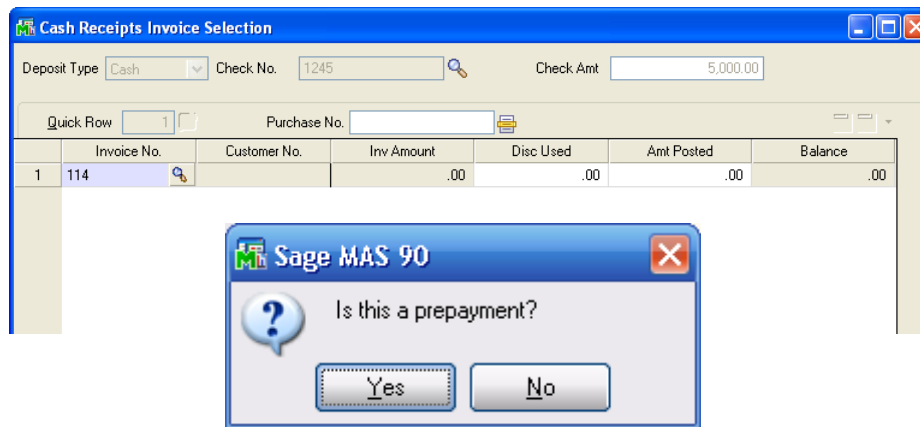 Cash Receipts Invoice Selection
Deposit Type Cash Check No. 1245 Check Amt 5,000.00
Quick Row 1 Purchase No.
Invoice No. Customer No. Inv Amount Disc Used Amt Posted Balance
1 114 .00 .00 .00 .00
Sage MAS 90
Is this a prepayment?
Yes No